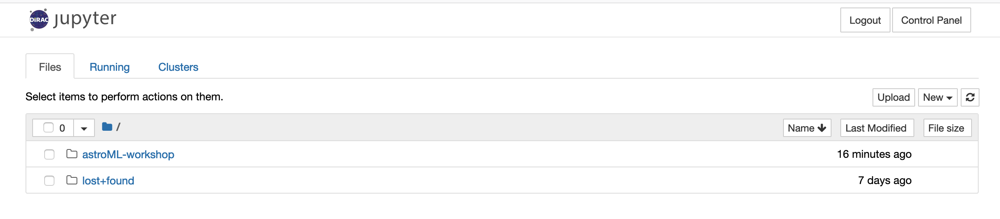 DiRAC jupyter Logout Control Panel
Files Running Clusters
Select items to perform actions on them. Upload New
0 / Name Last Modified File size
astroML-workshop 16 minutes ago
lost+found 7 days ago